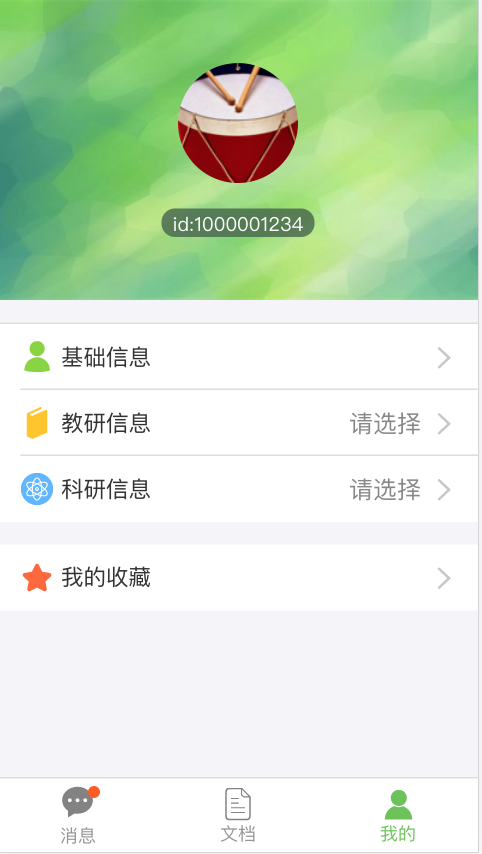 id:1000001234
基础信息
教研信息 请选择
科研信息 请选择
我的收藏
消息 文档 我的